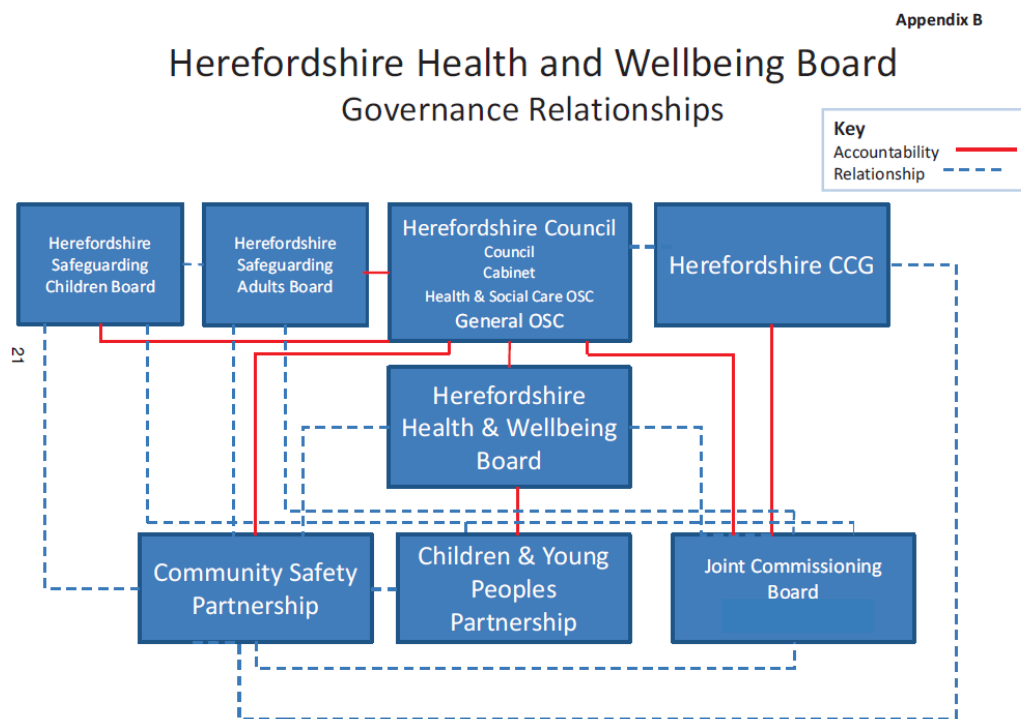 Appendix B
Herefordshire Health and Wellbeing Board
Governance Relationships
Key
Accountability
Relationship
Herefordshire
Safeguarding
Children Board
Herefordshire
Safeguarding
Adults Board
Herefordshire Council
Council
Cabinet
Health & Social Care OSC
General OSC
Herefordshire CCG
21
Herefordshire
Health & Wellbeing
Board
Community Safety
Partnership
Children & Young
Peoples
Partnership
Joint Commissioning
Board